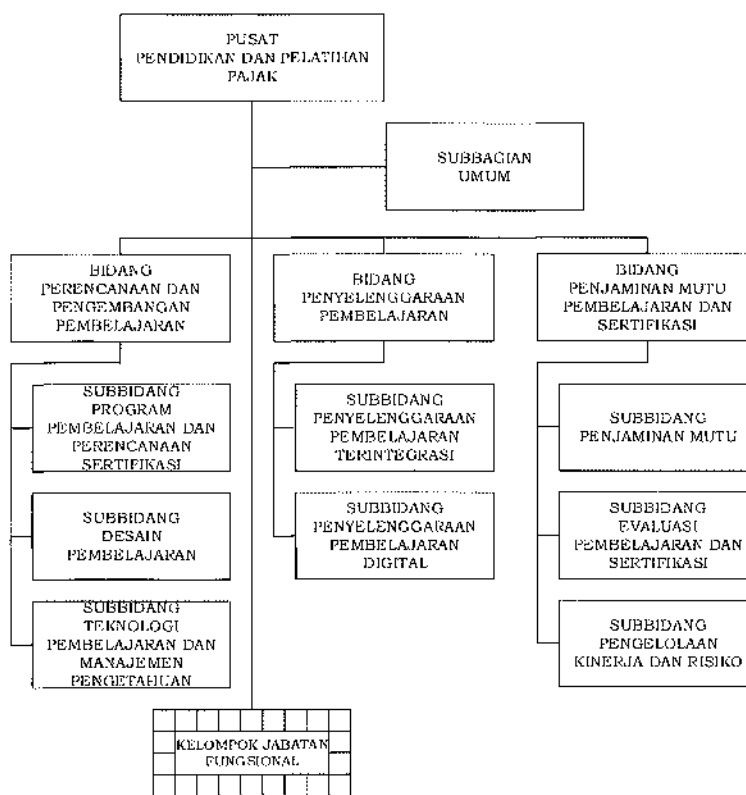 PUSAT
PENDIDIKAN DAN PELATIHAN
PAJAK
SUBBAGIAN
UMUM
BIDANG
PERENCANAAN DAN
PENGEMBANGAN
PEMBELAJARAN
BIDANG
PENYELENGGARAAN
PEMBELAJARAN
BIDANG
PENJAMINAN MUTU
PEMBELAJARAN DAN
SERTIFIKASI
SUBBIDANG
PROGRAM
PEMBELAJARAN DAN
PERENCANAAN
SERTIFIKASI
SUBBIDANG
PENYELENGGARAAN
PEMBELAJARAN
TERINTEGRASI
SUBBIDANG
PENJAMINAN MUTU
SUBBIDANG
DESAIN
PEMBELAJARAN
SUBBIDANG
PENYELENGGARAAN
PEMBELAJARAN
DIGITAL
SUBBIDANG
EVALUASI
PEMBELAJARAN DAN
SERTIFIKASI
SUBBIDANG
TEKNOLOGI
PEMBELAJARAN DAN
MANAJEMEN
PENGETAHUAN
SUBBIDANG
PENGELOLAAN
KINERJA DAN RISIKO
KELOMPOK JABATAN
FUNGSIONAL